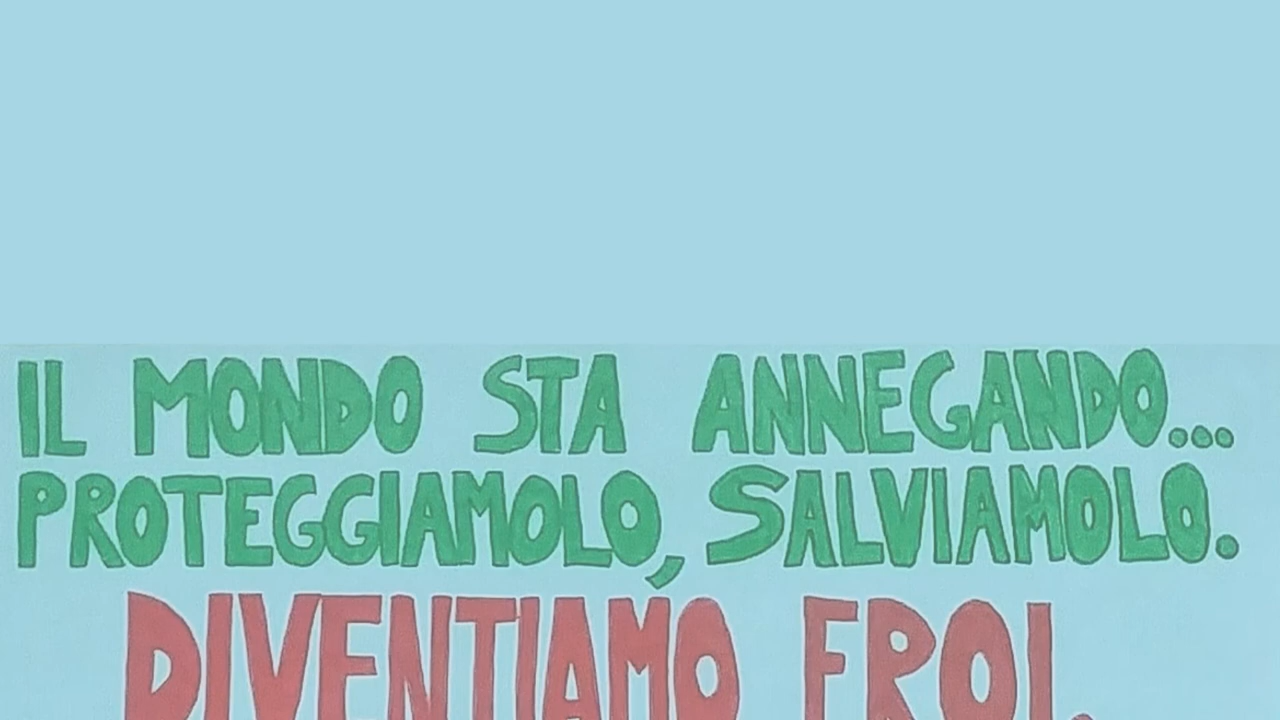 IL MONDO STA ANNEGANDO...
PROTEGGIAMOLO, SALVIAMOLO.
DIVENTIAMO EROI.